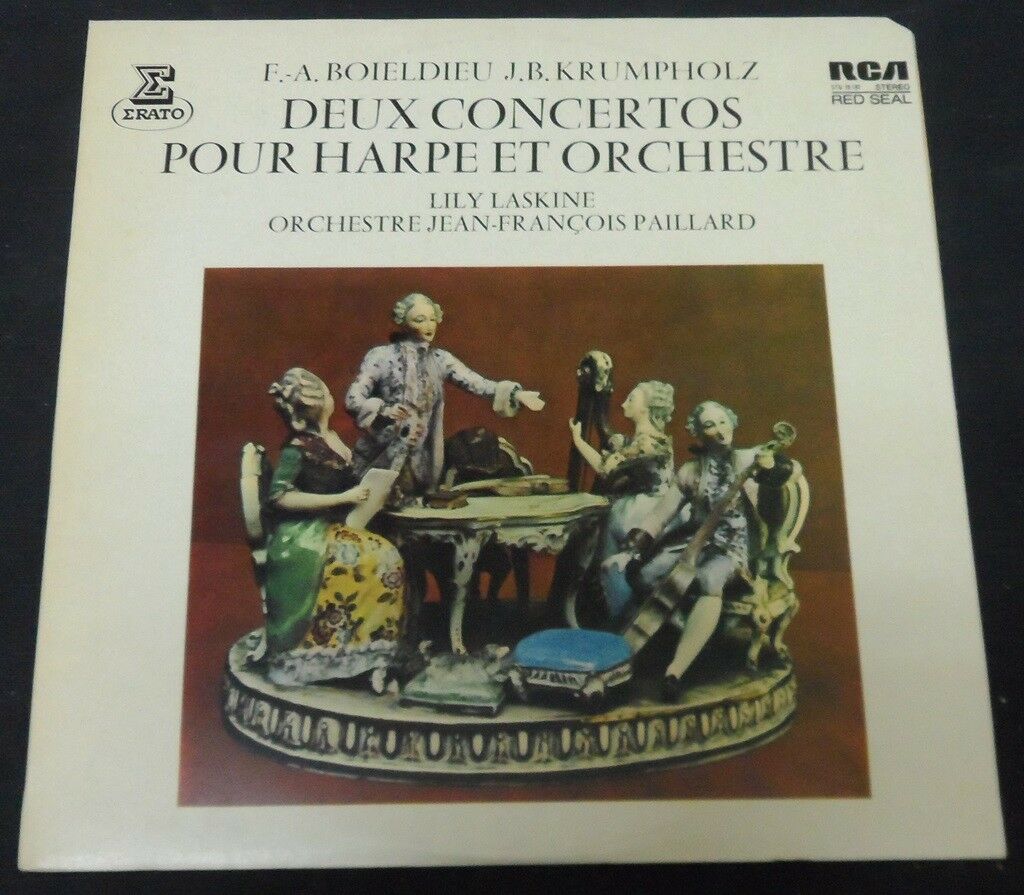 F.-A. BOIELDIEU J.B. KRUMPHOLZ
DEUX CONCERTOS
POUR HARPE ET ORCHESTRE
LILY LASKINE
ORCHESTRE JEAN-FRANÇOIS PAILLARD
ΣRATO
RCA
STEREO
RED SEAL